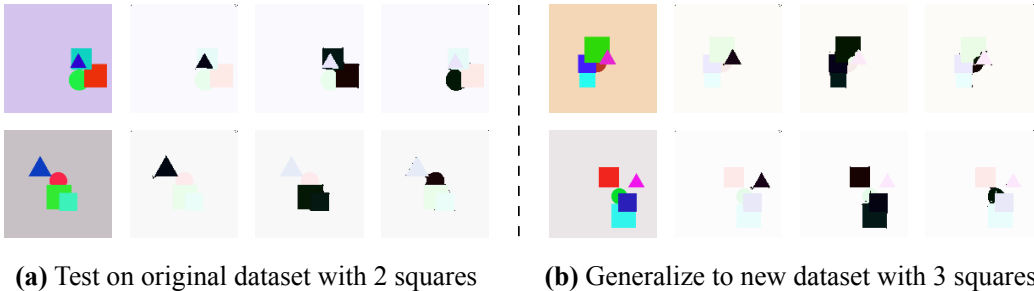 (a) Test on original dataset with 2 squares
(b) Generalize to new dataset with 3 squares